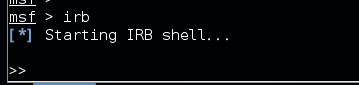 msf >
msf > irb
[*] Starting IRB shell...
>>